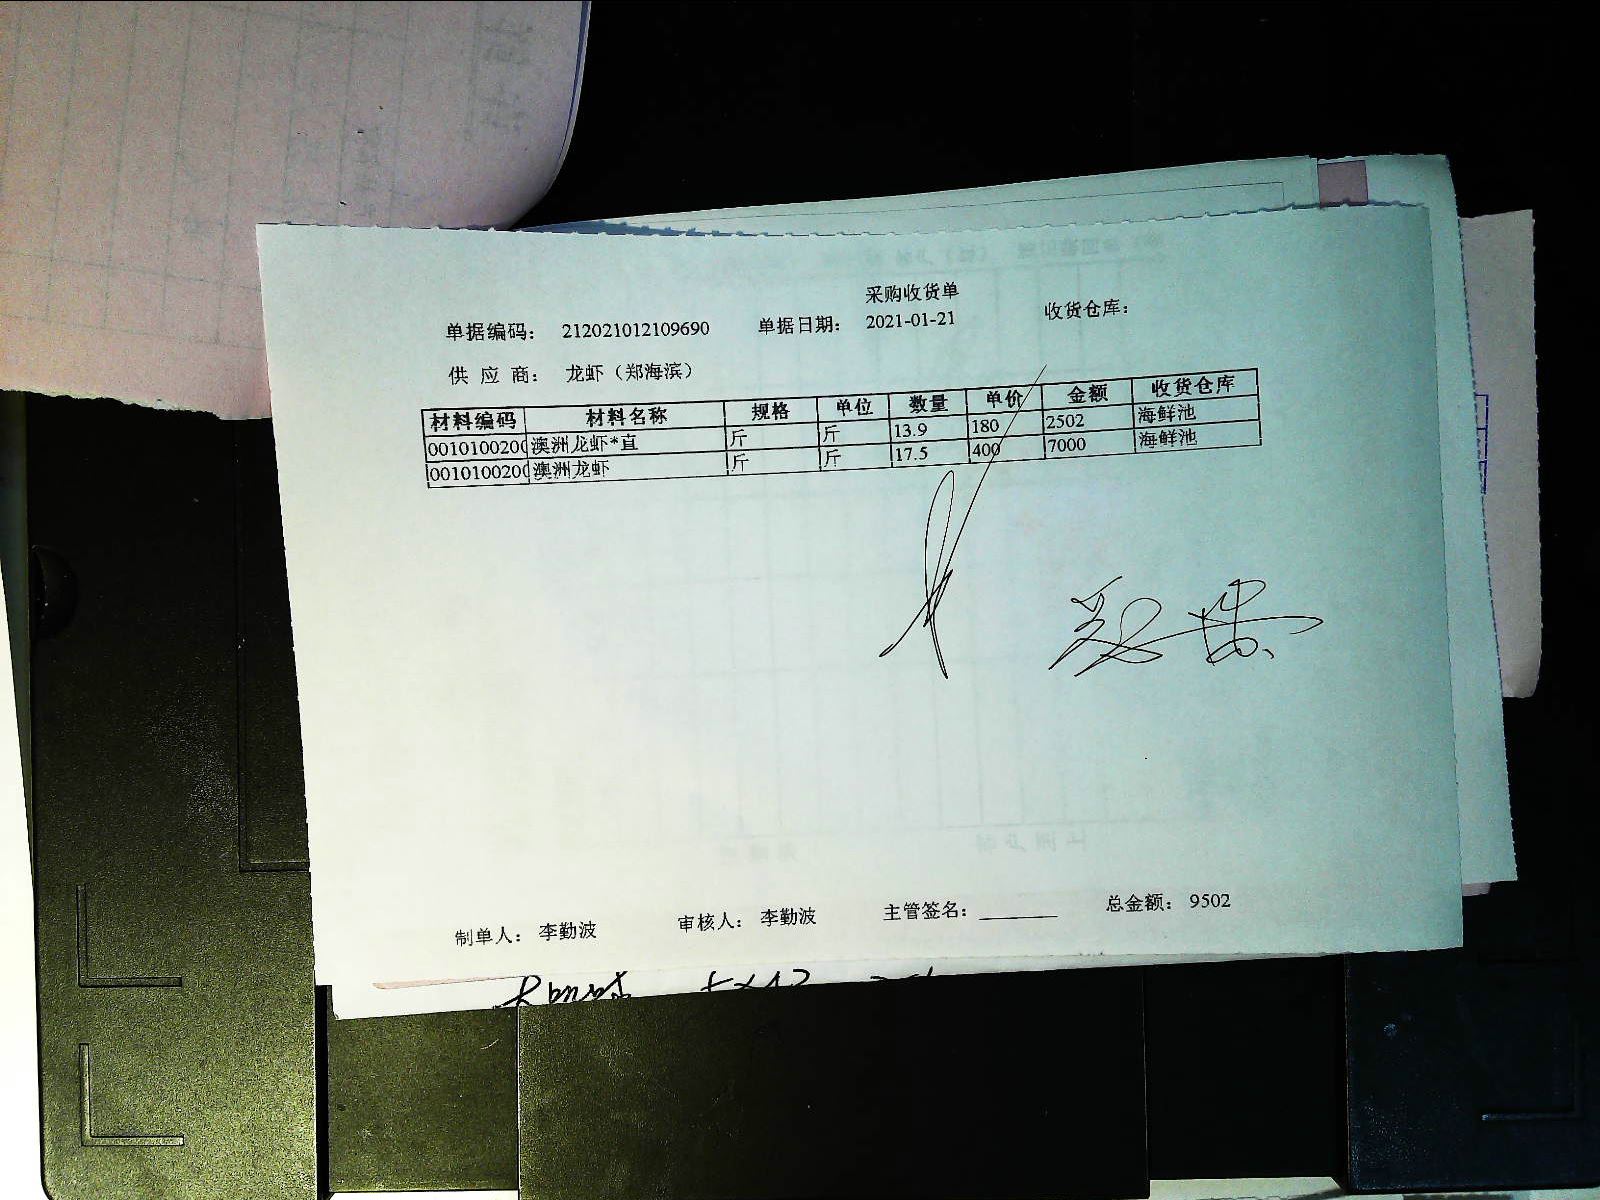 采购收货单
单据编码： 212021012109690 单据日期： 2021-01-21 收货仓库：
供 应 商： 龙虾（郑海滨）
材料编码 材料名称 规格 单位 数量 单价 金额 收货仓库
0010100200 澳洲龙虾*直 斤 斤 13.9 180 2502 海鲜池
0010100200 澳洲龙虾 斤 斤 17.5 400 7000 海鲜池
制单人： 李勤波 审核人： 李勤波 主管签名： 总金额： 9502